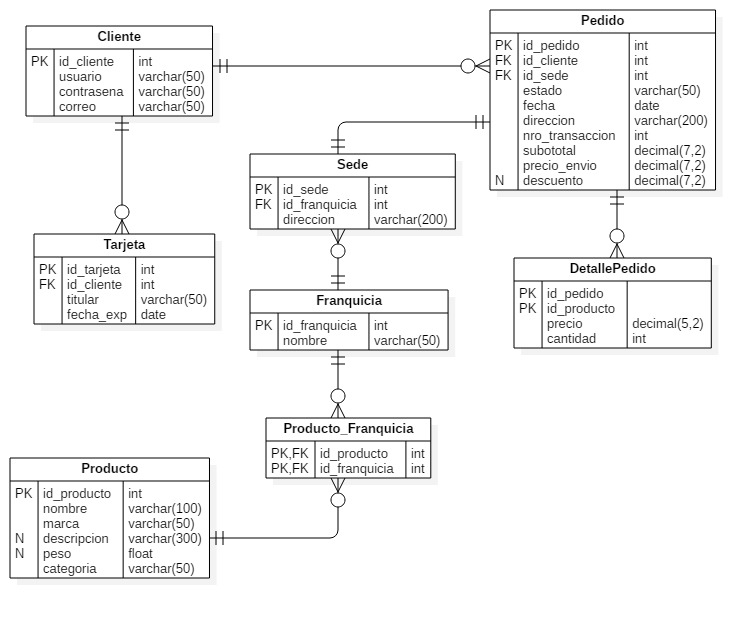 Cliente
PK id_cliente int
usuario varchar(50)
contrasena varchar(50)
correo varchar(50)
Pedido
PK id_pedido int
FK id_cliente int
FK id_sede int
estado varchar(50)
fecha date
direccion varchar(200)
nro_transaccion int
subototal decimal(7,2)
precio_envio decimal(7,2)
N descuento decimal(7,2)
Sede
PK id_sede int
FK id_franquicia int
direccion varchar(200)
Tarjeta
PK id_tarjeta int
FK id_cliente int
titular varchar(50)
fecha_exp date
DetallePedido
PK id_pedido
PK id_producto
precio decimal(5,2)
cantidad int
Franquicia
PK id_franquicia int
nombre varchar(50)
Producto_Franquicia
PK,FK id_producto int
PK,FK id_franquicia int
Producto
PK id_producto int
nombre varchar(100)
marca varchar(50)
N descripcion varchar(300)
N peso float
categoria varchar(50)